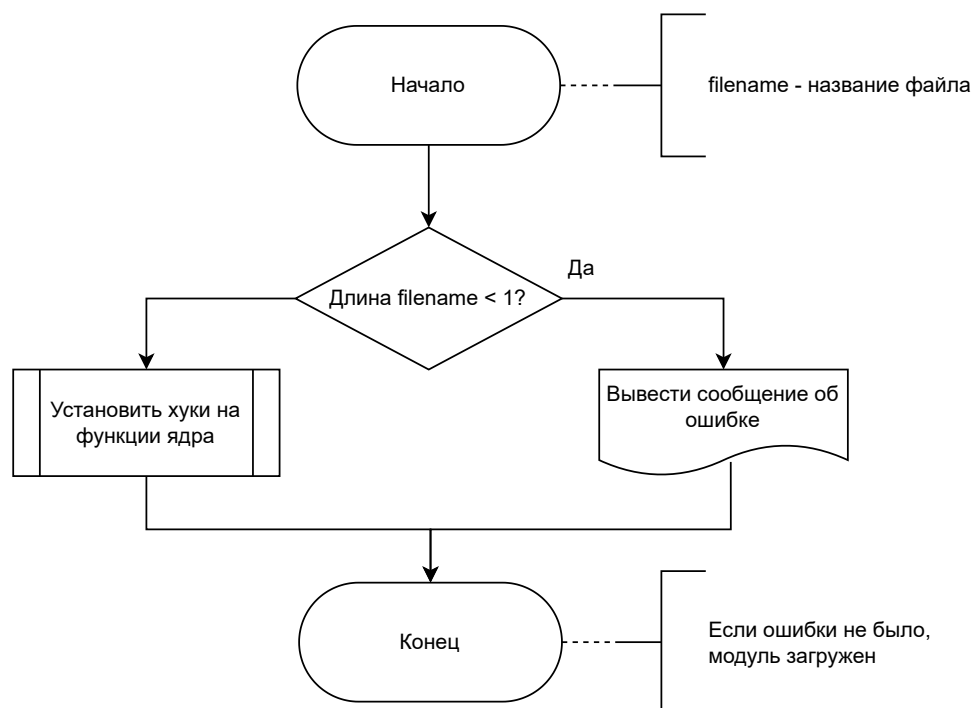 Начало
filename - название файла
Да
Длина filename < 1?
Установить хуки на
функции ядра
Вывести сообщение об
ошибке
Конец
Если ошибки не было,
модуль загружен